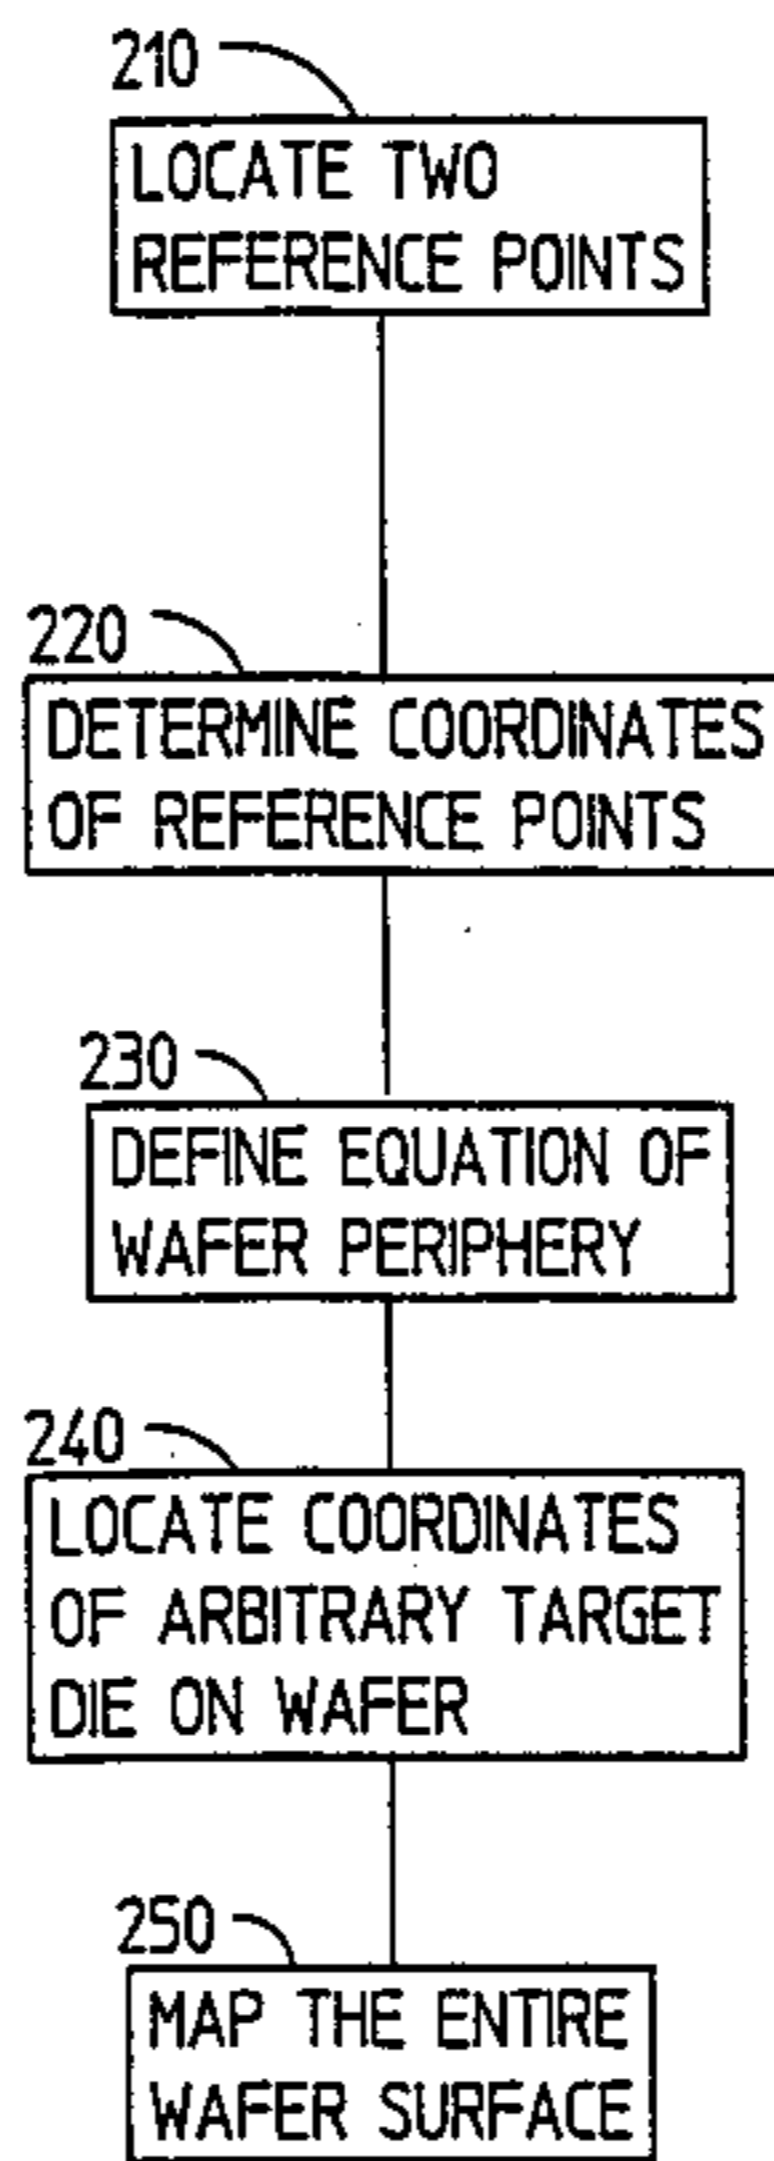 210
LOCATE TWO
REFERENCE POINTS
220
DETERMINE COORDINATES
OF REFERENCE POINTS
230
DEFINE EQUATION OF
WAFER PERIPHERY
240
LOCATE COORDINATES
OF ARBITRARY TARGET
DIE ON WAFER
250
MAP THE ENTIRE
WAFER SURFACE